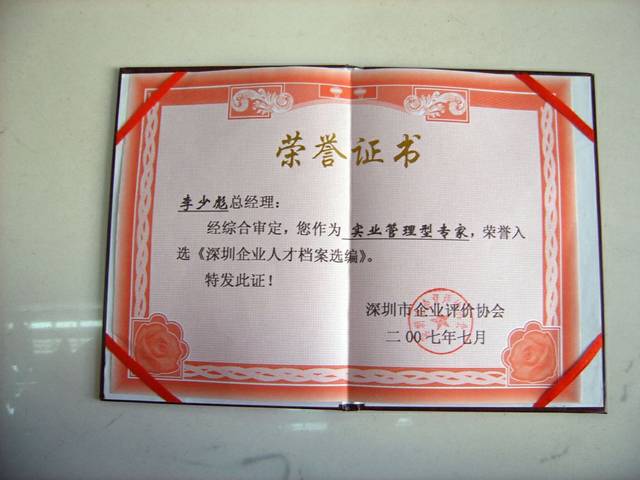 荣誉证书
李少彪总经理：
经综合审定，您作为 实业管理型专家，荣誉入
选《深圳企业人才档案选编》。
特发此证！
深圳市企业评价协会
二00七年七月